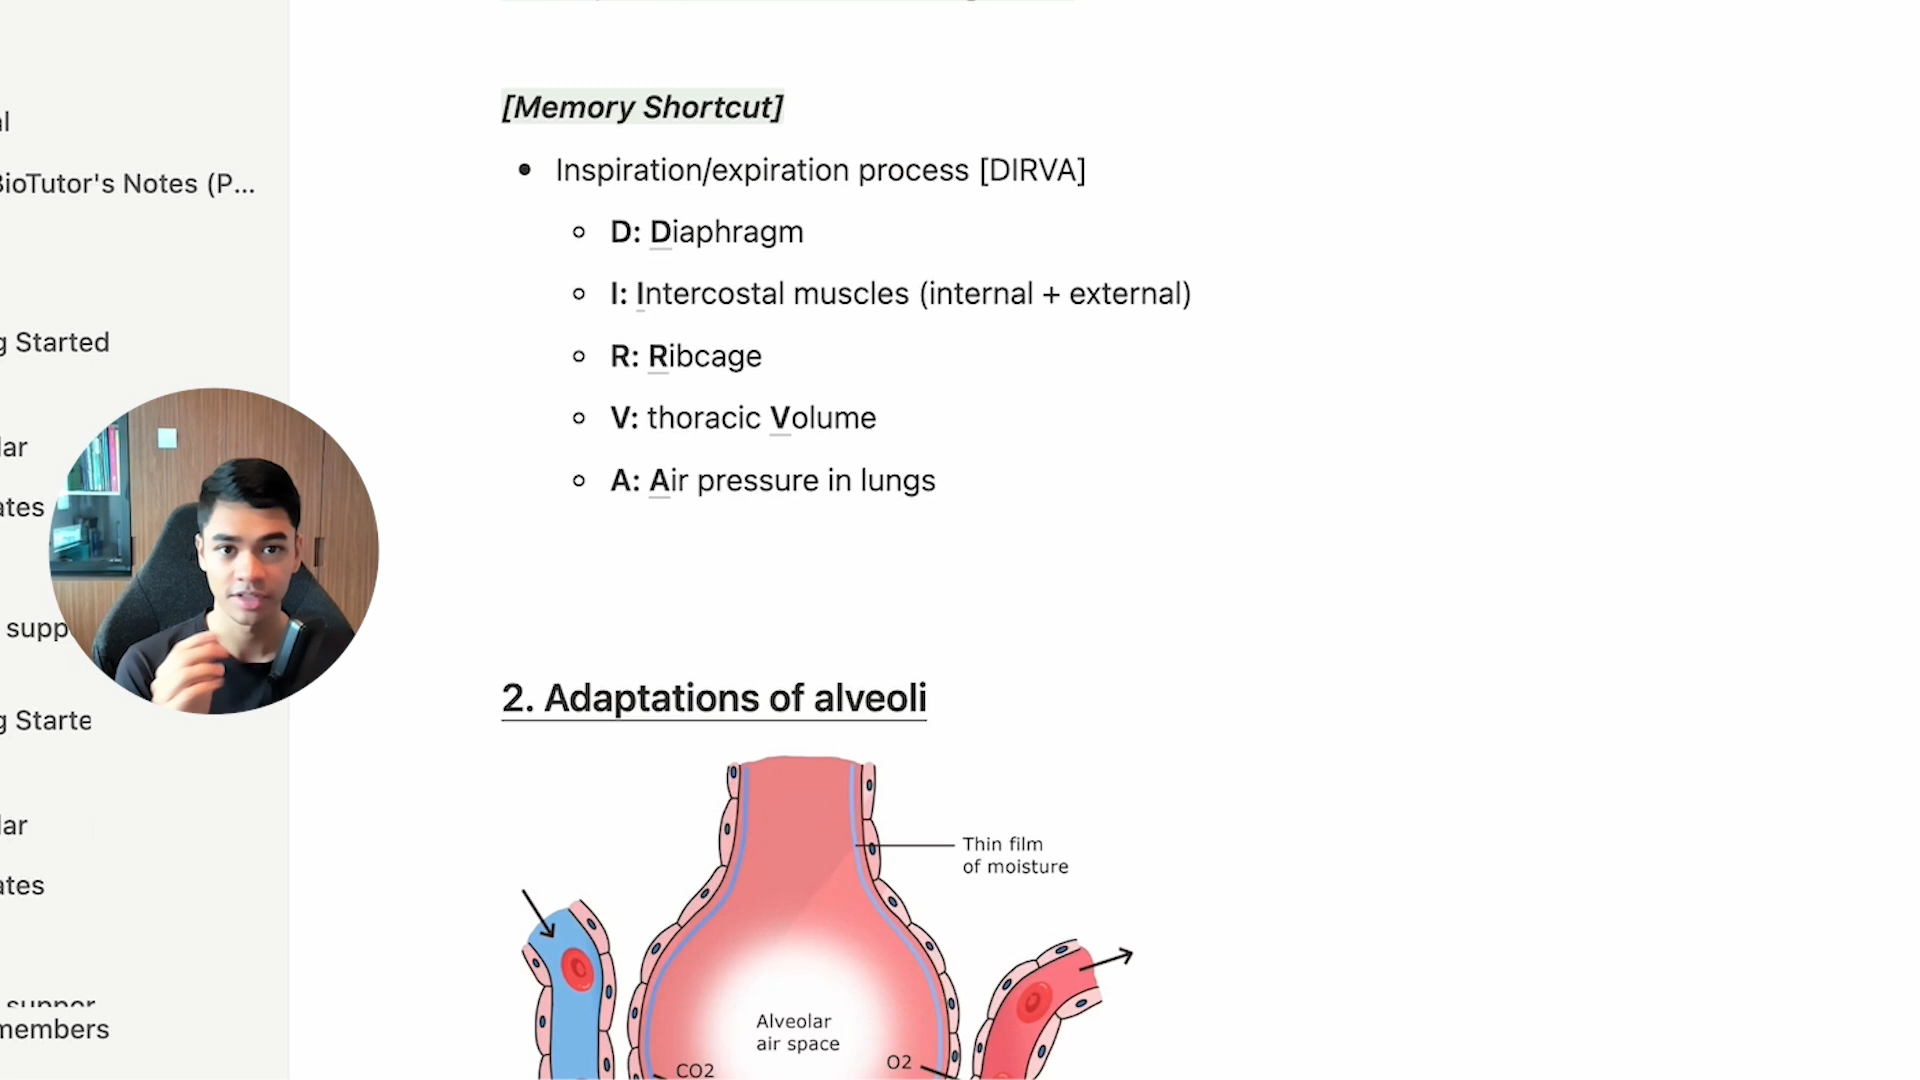 al
BioTutor's Notes (P...
g Started
lar
ates
supp
g Starte
lar
ates
suppor
members
[Memory Shortcut]
Inspiration/expiration process [DIRVA]
D: Diaphragm
I: Intercostal muscles (internal + external)
R: Ribcage
V: thoracic Volume
A: Air pressure in lungs
2. Adaptations of alveoli
Thin film
of moisture
Alveolar
air space
CO2
O2